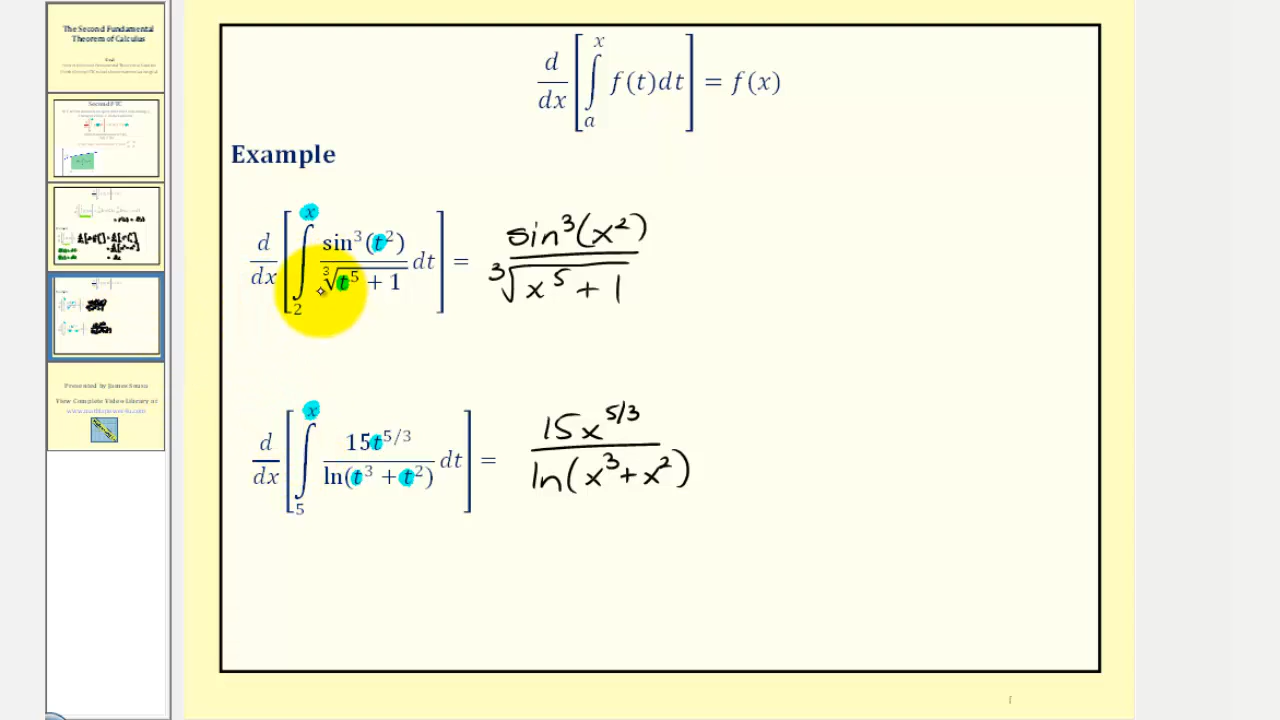 The Second Fundamental
Theorem of Calculus
Second FTC
Presented by James Sousa
View Complete Video Library at
www.mathispower4u.com
d/dx [∫_a^x f(t)dt] = f(x)
Example
d/dx [∫_2^x sin³(t²)/∛(t⁵ + 1) dt] = sin³(x²)/∛(x⁵ + 1)
d/dx [∫_5^x 15t^{5/3}/ln(t³ + t²) dt] = 15x^{5/3}/ln(x³+x²)